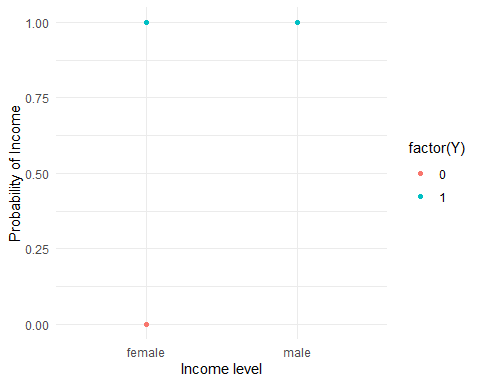 1.00
0.75
0.50
0.25
0.00
Probability of Income
female
male
Income level
factor(Y)
0
1